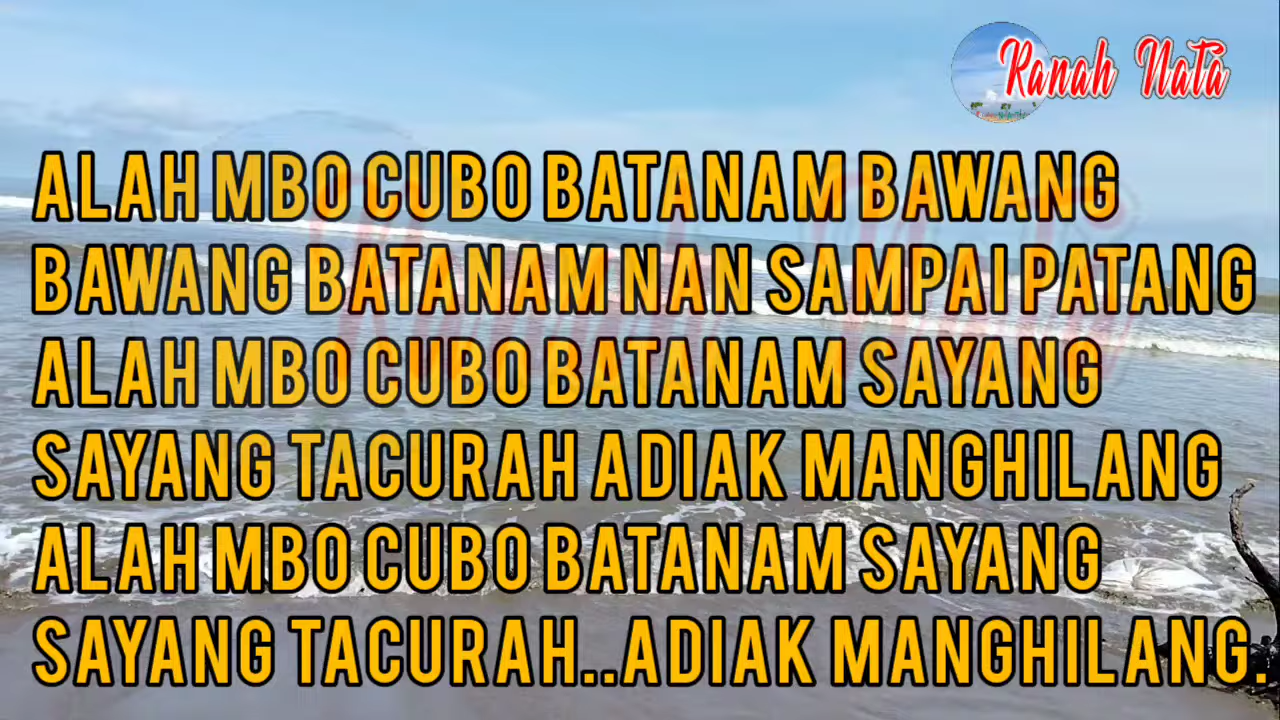 Ranah Nata
ALAH MBO CUBO BATANAM BAWANG
BAWANG BATANAM NAN SAMPAI PATANG
ALAH MBO CUBO BATANAM SAYANG
SAYANG TACURAH ADIAK MANGHILANG
ALAH MBO CUBO BATANAM SAYANG
SAYANG TACURAH..ADIAK MANGHILANG.